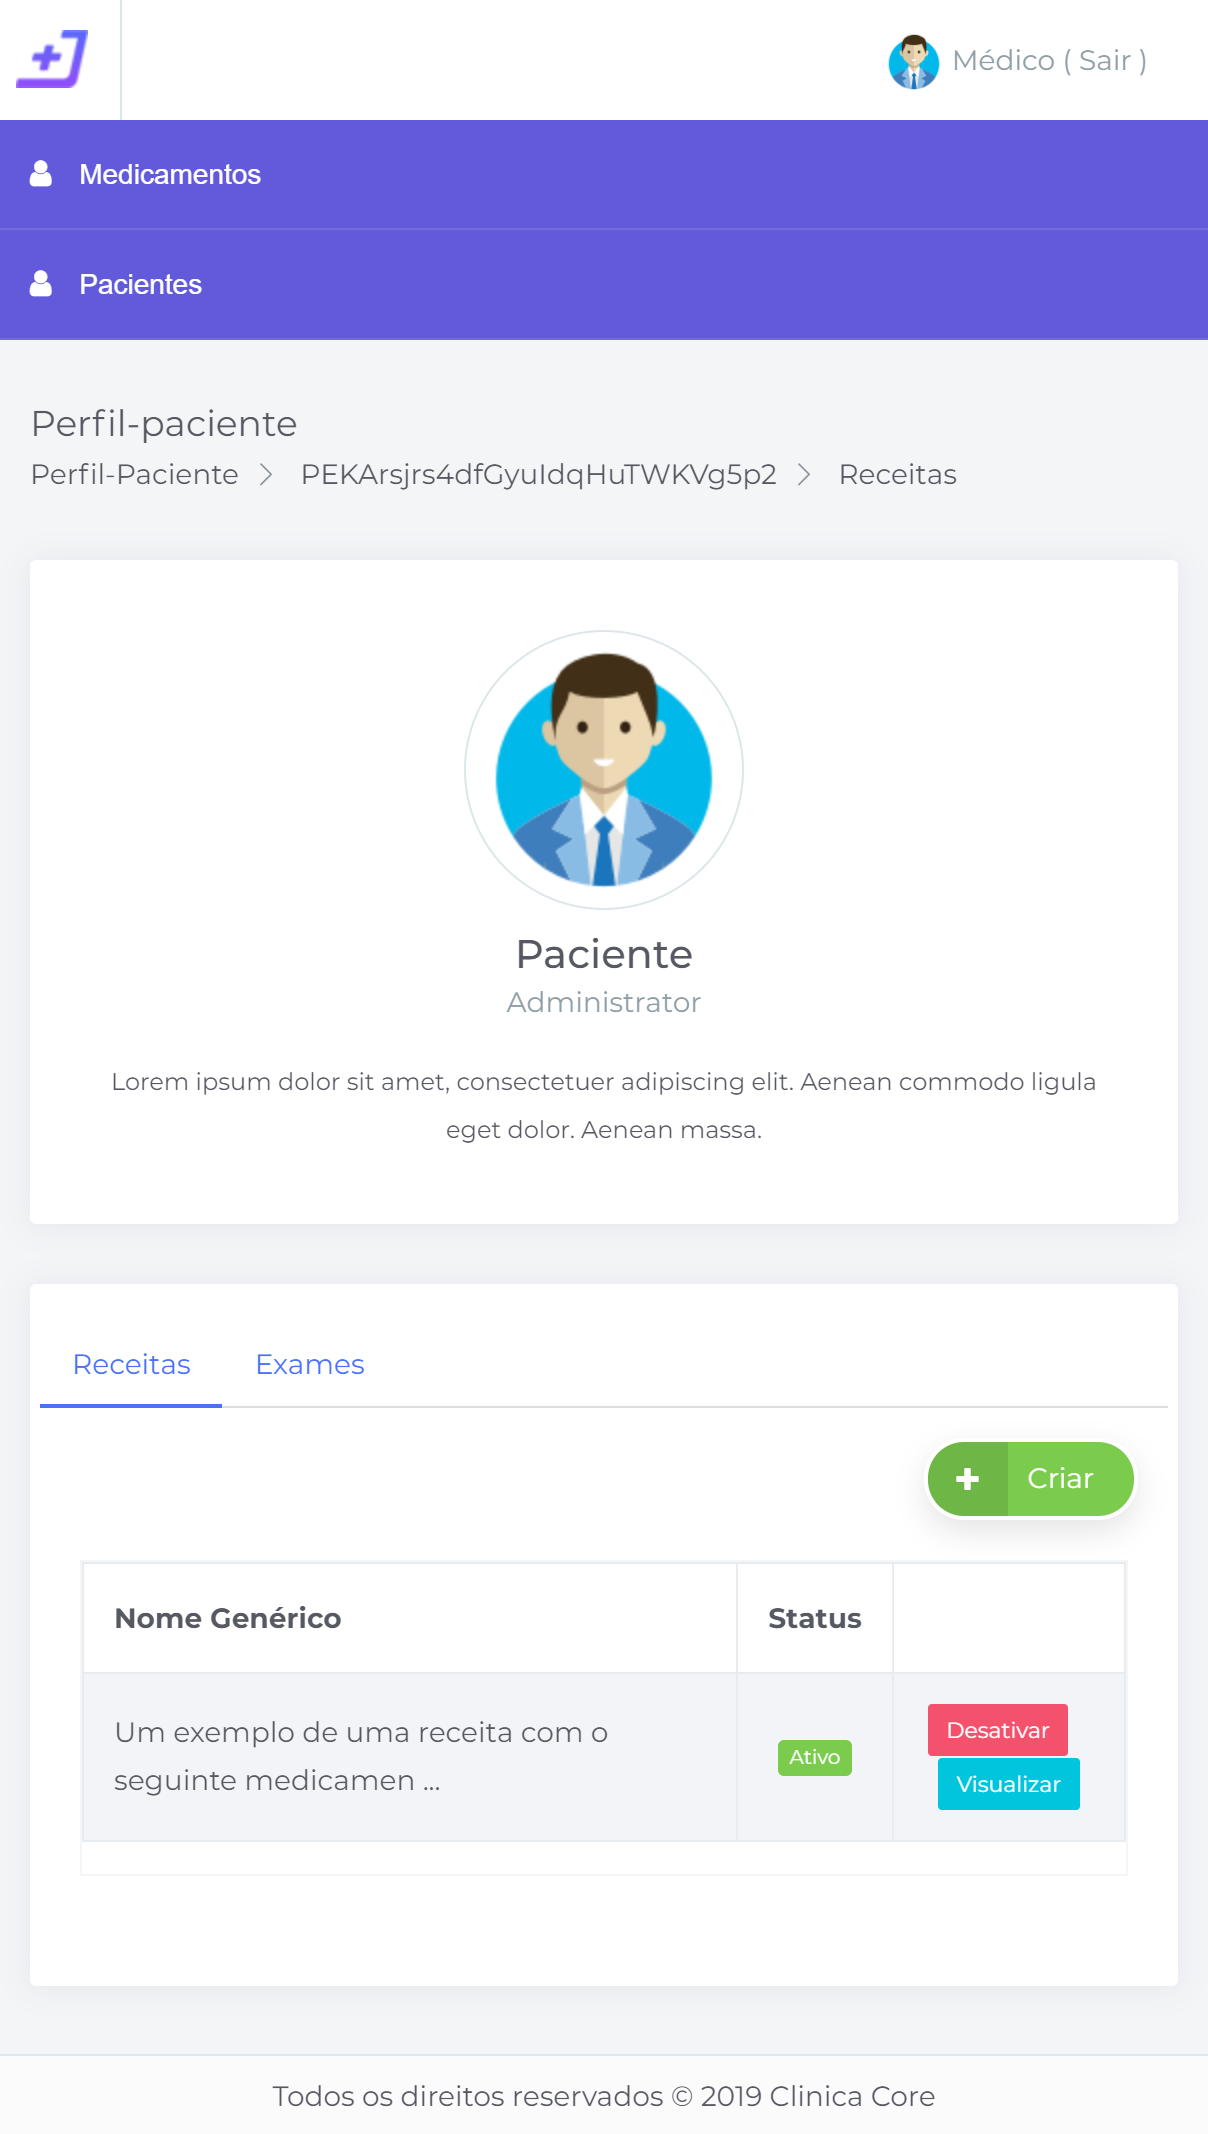 Médico ( Sair )
Medicamentos
Pacientes
Perfil-paciente
Perfil-Paciente > PEKArsjrs4dfGyuIdqHuTWKVg5p2 > Receitas
Paciente
Administrator
Lorem ipsum dolor sit amet, consectetuer adipiscing elit. Aenean commodo ligula
eget dolor. Aenean massa.
Receitas Exames
Criar
Nome Genérico Status
Um exemplo de uma receita com o
seguinte medicamen ...
Ativo
Desativar
Visualizar
Todos os direitos reservados © 2019 Clinica Core